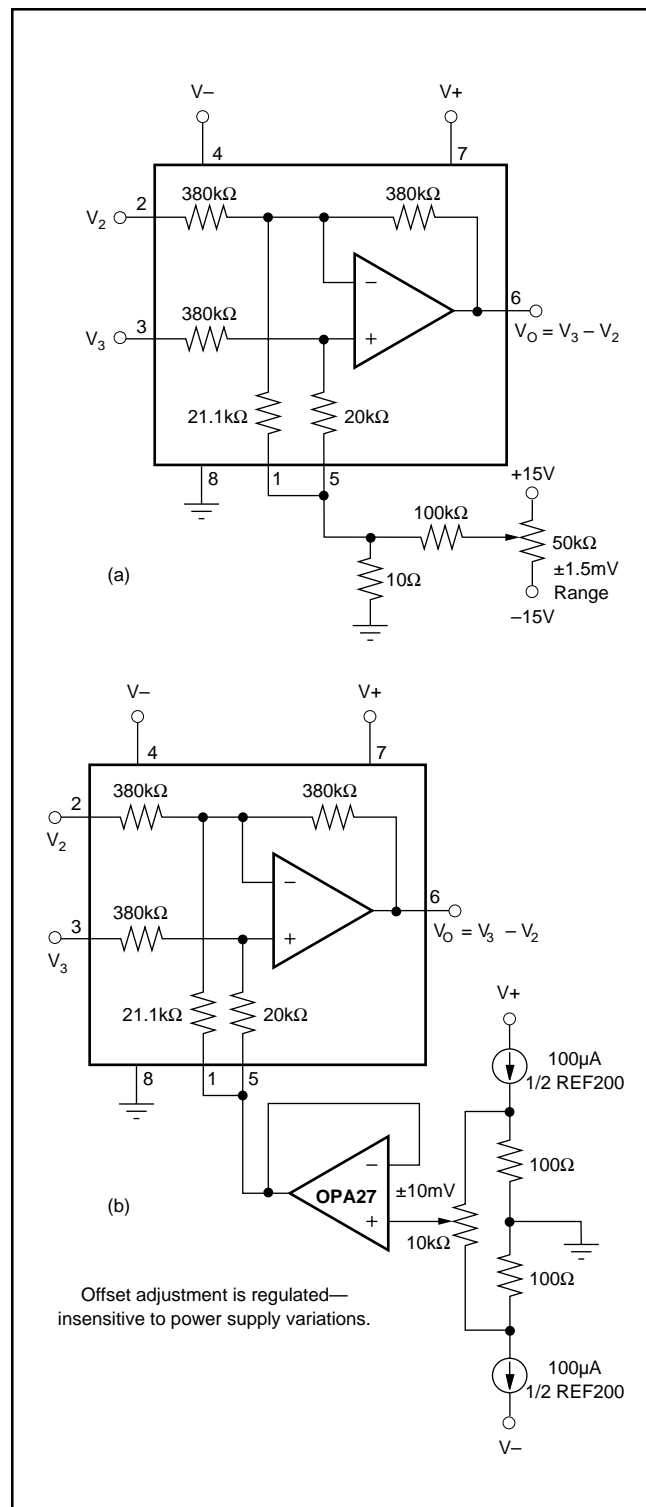 V–
V+
4
7
380kΩ
380kΩ
2
V2
6
VO = V3 – V2
3
V3
380kΩ
–
+
21.1kΩ
20kΩ
8
1
5
+15V
100kΩ
50kΩ
±1.5mV
Range
10Ω
–15V
(a)
V–
V+
4
7
380kΩ
380kΩ
2
V2
6
VO = V3 – V2
3
V3
380kΩ
–
+
21.1kΩ
20kΩ
8
1
5
V+
100µA
1/2 REF200
–
OPA27
+
±10mV
10kΩ
100Ω
100Ω
(b)
Offset adjustment is regulated—
insensitive to power supply variations.
100µA
1/2 REF200
V–